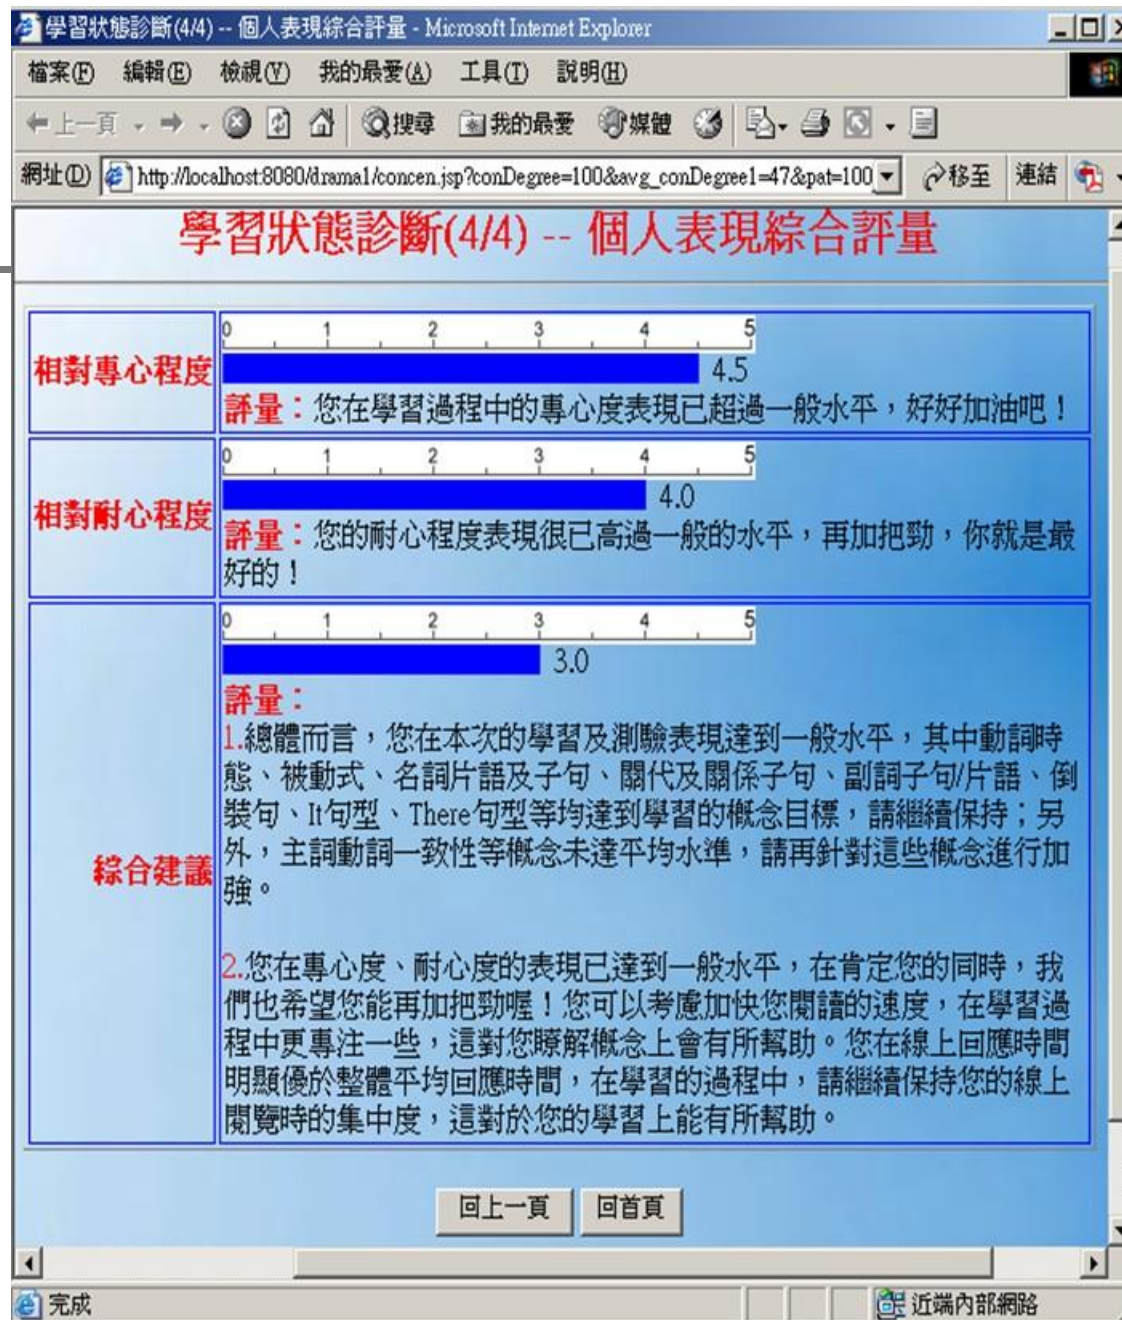 學習狀態診斷(4/4) -- 個人表現綜合評量 - Microsoft Internet Explorer
檔案(F) 編輯(E) 檢視(V) 我的最愛(A) 工具(T) 說明(H)
上一頁 搜尋 我的最愛 媒體
網址(D) http://localhost:8080/drama1/concen.jsp?conDegree=100&avg_conDegree1=47&pat=100 移至 連結
學習狀態診斷(4/4) -- 個人表現綜合評量
0 1 2 3 4 5
相對專心程度
4.5
評量：您在學習過程中的專心度表現已超過一般水平，好好加油吧！
0 1 2 3 4 5
相對耐心程度
4.0
評量：您的耐心程度表現很已高過一般的水平，再加把勁，你就是最
好的！
0 1 2 3 4 5
3.0
綜合建議
評量：
1.總體而言，您在本次的學習及測驗表現達到一般水平，其中動詞時
態、被動式、名詞片語及子句、關代及關係子句、副詞子句/片語、倒
裝句、It句型、There句型等均達到學習的概念目標，請繼續保持；另
外，主詞動詞一致性等概念未達平均水準，請再針對這些概念進行加
強。
2.您在專心度、耐心度的表現已達到一般水平，在肯定您的同時，我
們也希望您能再加把勁喔！您可以考慮加快您閱讀的速度，在學習過
程中更專注一些，這對您瞭解概念上會有所幫助。您在線上回應時間
明顯優於整體平均回應時間，在學習的過程中，請繼續保持您的線上
閱覽時的集中度，這對於您的學習上能有所幫助。
回上一頁 回首頁
完成 近端內部網路